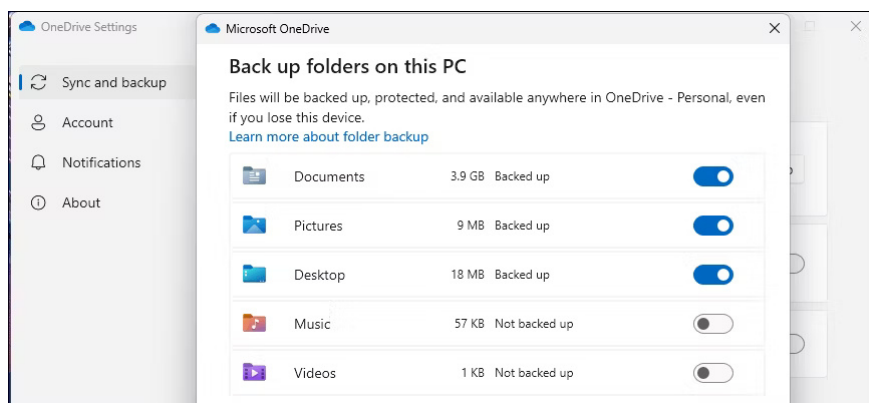 OneDrive Settings
Microsoft OneDrive
Sync and backup
Account
Notifications
About
Back up folders on this PC
Files will be backed up, protected, and available anywhere in OneDrive - Personal, even
if you lose this device.
Learn more about folder backup
Documents 3.9 GB Backed up
Pictures 9 MB Backed up
Desktop 18 MB Backed up
Music 57 KB Not backed up
Videos 1 KB Not backed up